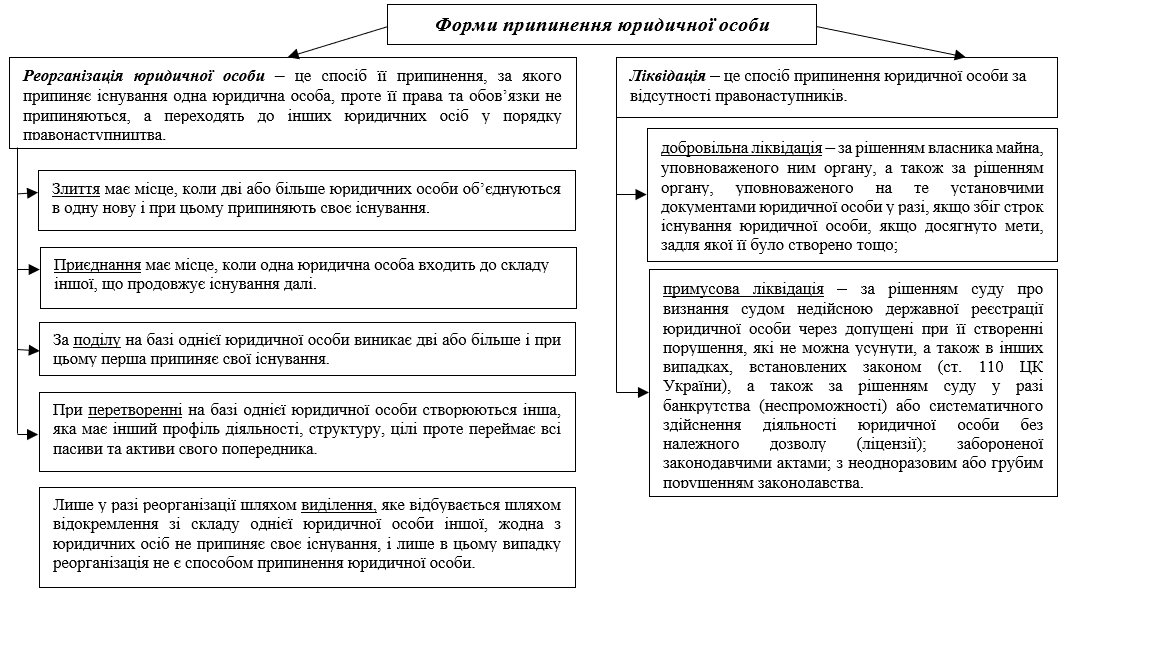 Форми припинення юридичної особи
Реорганізація юридичної особи – це спосіб її припинення, за якого
припиняє існування одна юридична особа, проте її права та обов’язки не
припиняються, а переходять до інших юридичних осіб у порядку
правонаступництва.
Злиття має місце, коли дві або більше юридичних особи об’єднуються
в одну нову і при цьому припиняють своє існування.
Приєднання має місце, коли одна юридична особа входить до складу
іншої, що продовжує існування далі.
За поділу на базі однієї юридичної особи виникає дві або більше і при
цьому перша припиняє свої існування.
При перетворенні на базі однієї юридичної особи створюються інша,
яка має інший профіль діяльності, структуру, цілі проте переймає всі
пасиви та активи свого попередника.
Лише у разі реорганізації шляхом виділення, яке відбувається шляхом
відокремлення зі складу однієї юридичної особи іншої, жодна з
юридичних осіб не припиняє своє існування, і лише в цьому випадку
реорганізація не є способом припинення юридичної особи.
Ліквідація – це спосіб припинення юридичної особи за
відсутності правонаступників.
добровільна ліквідація – за рішенням власника майна,
уповноваженого ним органу, а також за рішенням
органу, уповноваженого на те установчими
документами юридичної особи у разі, якщо збіг строк
існування юридичної особи, якщо досягнуто мети,
задля якої її було створено тощо;
примусова ліквідація – за рішенням суду про
визнання судом недійсною державної реєстрації
юридичної особи через допущені при її створенні
порушення, які не можна усунути, а також в інших
випадках, встановлених законом (ст. 110 ЦК
України), а також за рішенням суду у разі
банкрутства (неспроможності) або систематичного
здійснення діяльності юридичної особи без
належного дозволу (ліцензії); забороненої
законодавчими актами; з неодноразовим або грубим
порушенням законодавства.